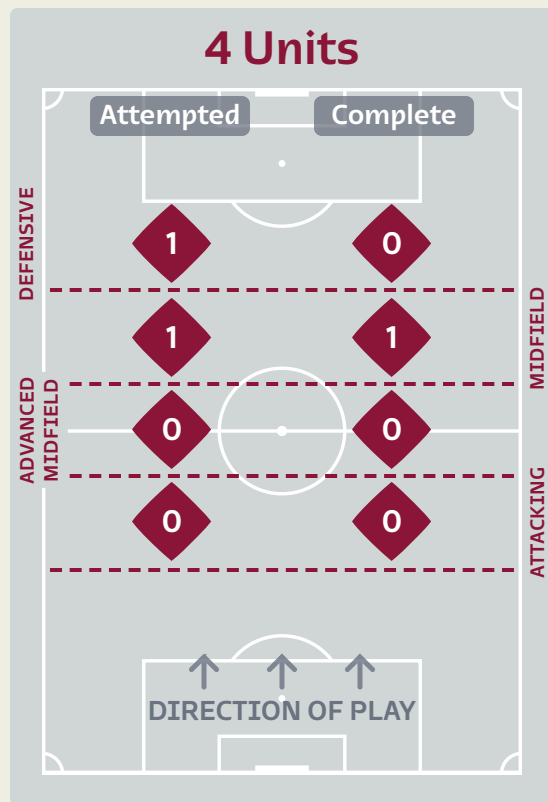 4 Units
Attempted Complete
DEFENSIVE
1 0
MIDFIELD
1 1
ADVANCED
MIDFIELD
0 0
ATTACKING
0 0
DIRECTION OF PLAY